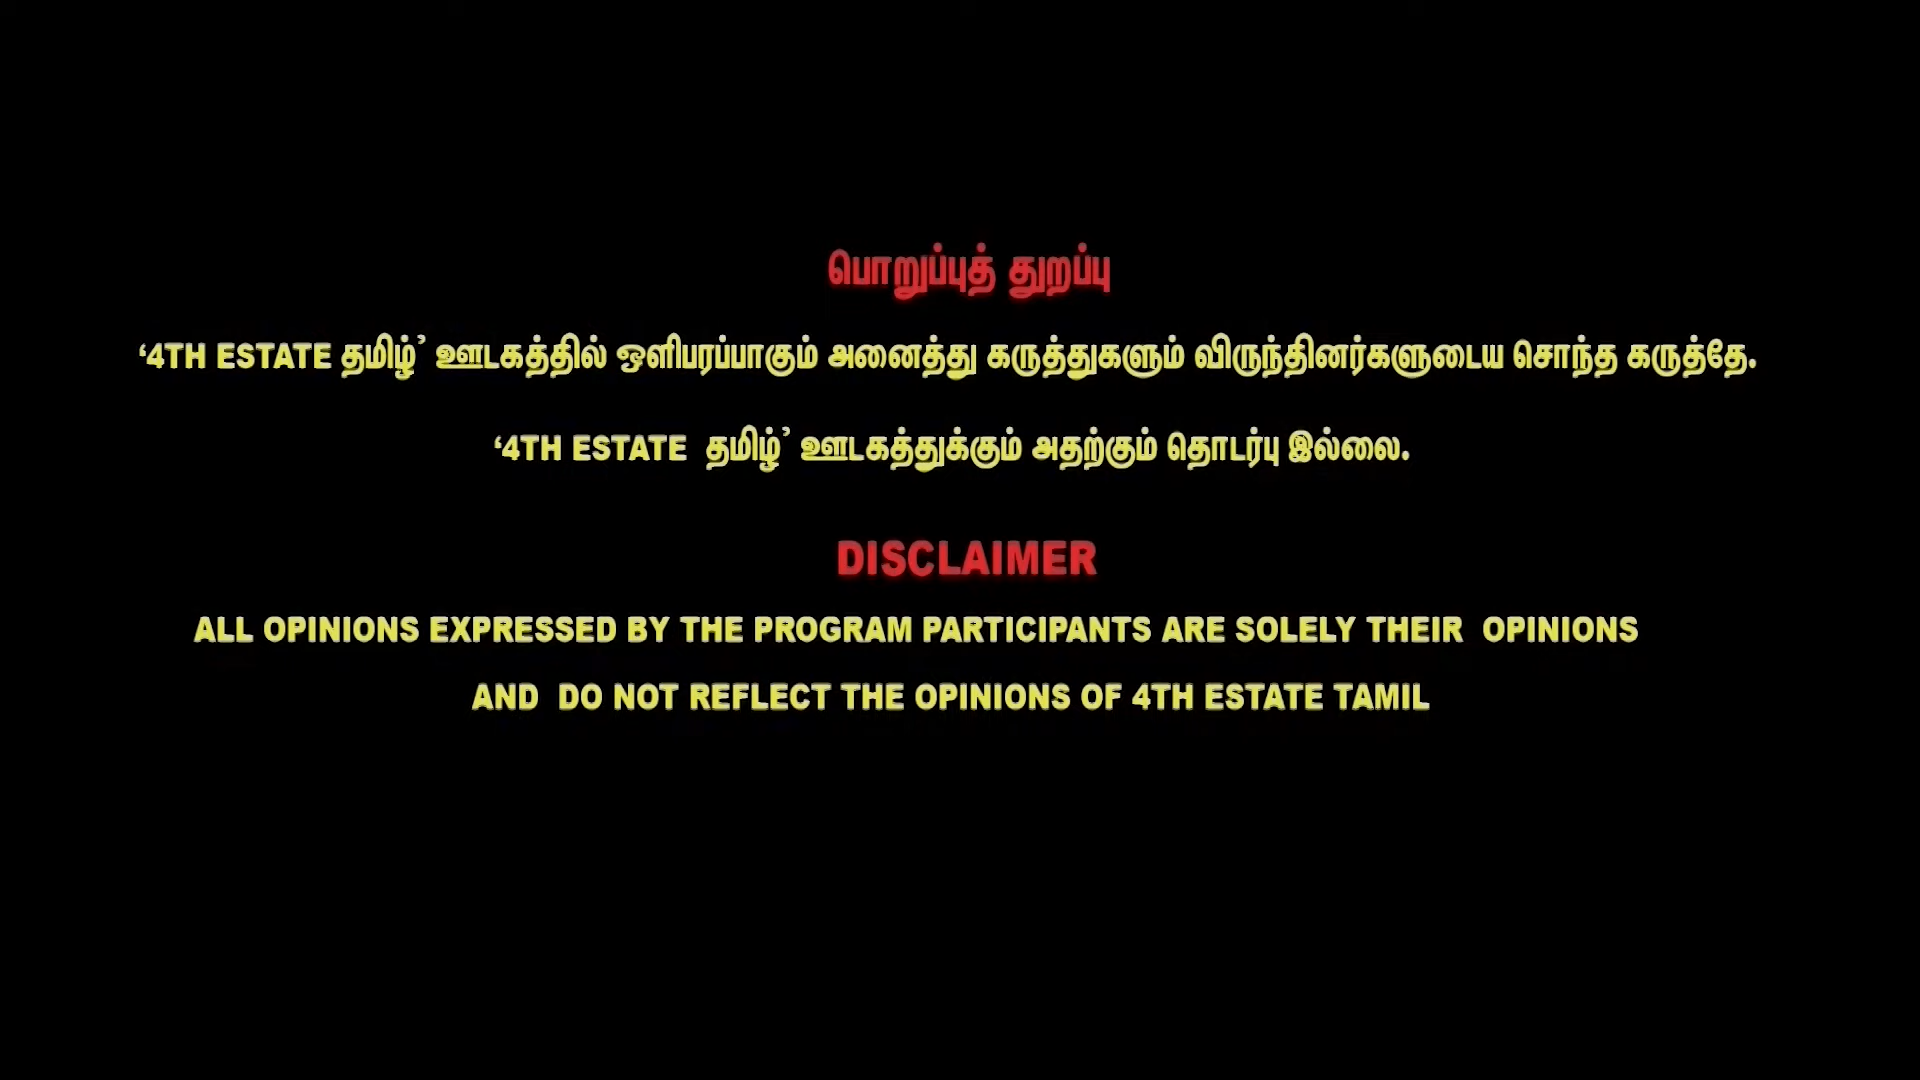 பொறுப்புத் துறப்பு
‘4TH ESTATE தமிழ்’ ஊடகத்தில் ஒளிபரப்பாகும் அனைத்து கருத்துகளும் விருந்தினர்களுடைய சொந்த கருத்தே.
‘4TH ESTATE தமிழ்’ ஊடகத்துக்கும் அதற்கும் தொடர்பு இல்லை.
DISCLAIMER
ALL OPINIONS EXPRESSED BY THE PROGRAM PARTICIPANTS ARE SOLELY THEIR OPINIONS
AND DO NOT REFLECT THE OPINIONS OF 4TH ESTATE TAMIL